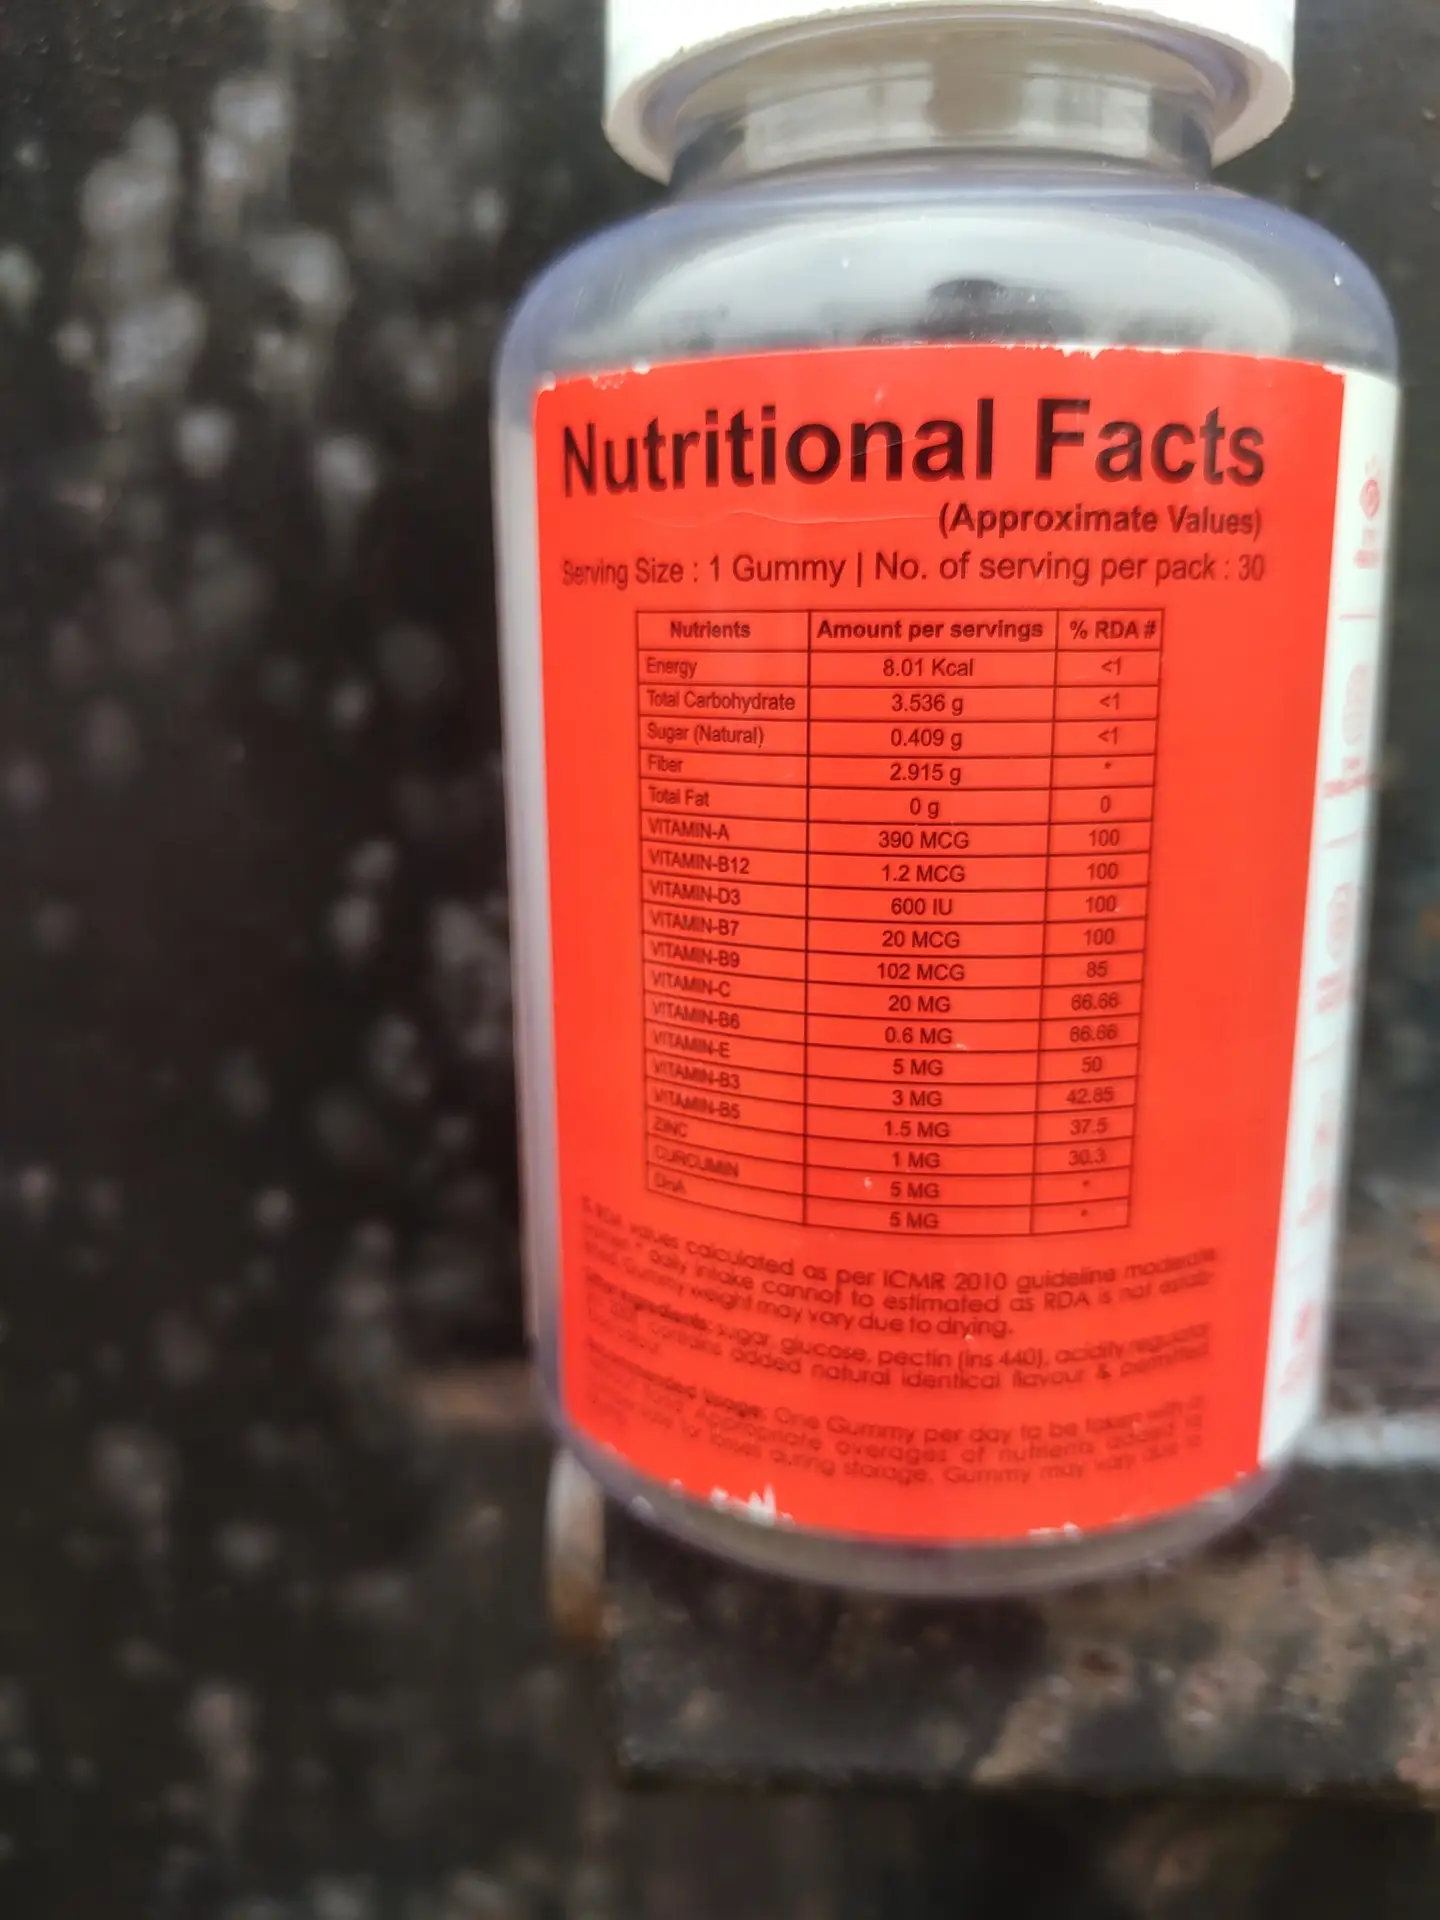 Nutritional Facts
(Approximate Values)
Serving Size : 1 Gummy | No. of serving per pack : 30
Nutrients Amount per servings % RDA #
Energy 8.01 Kcal <1
Total Carbohydrate 3.536 g <1
Sugar (Natural) 0.409 g <1
Fiber 2.915 g *
Total Fat 0 g 0
VITAMIN-A 390 MCG 100
VITAMIN-B12 1.2 MCG 100
VITAMIN-D3 600 IU 100
VITAMIN-B7 20 MCG 100
VITAMIN-B9 102 MCG 85
VITAMIN-C 20 MG 66.66
VITAMIN-B6 0.6 MG 66.66
VITAMIN-E 5 MG 50
VITAMIN-B3 3 MG 42.85
VITAMIN-B5 1.5 MG 37.5
ZINC 1 MG 30.3
CURCUMIN 5 MG *
5 MG *
RDA values calculated as per ICMR 2010 guideline moderate
daily intake cannot to estimated as RDA is not
Gummy weight may vary due to drying.
ingredients: sugar, glucose, pectin (ins 440), acidity regulator
contains added natural identical flavour & permitted
usage: One Gummy per day to be taken with
Appropriate overages of nutrients added
for losses during storage. Gummy may vary due